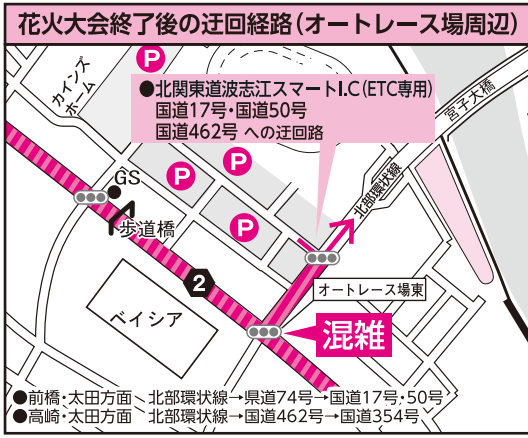 花火大会終了後の迂回経路(オートレース場周辺)
カインズ
ホーム
P
●北関東道波志江スマートI.C(ETC専用)
国道17号・国道50号
国道462号 への迂回路
宮子大橋
北部環状線
P
P
P
GS
歩道橋
2
オートレース場東
ベイシア
混雑
●前橋・太田方面 北部環状線→県道74号→国道17号・50号
●高崎・太田方面 北部環状線→国道462号→国道354号